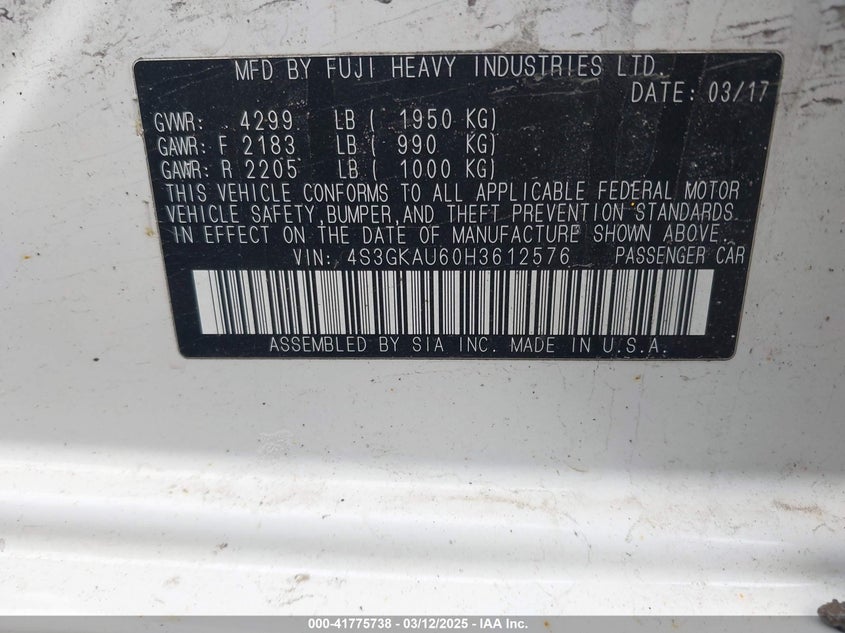 MFD BY FUJI HEAVY INDUSTRIES LTD.
DATE: 03/17
GVWR: 4299 LB ( 1950 KG)
GAWR: F 2183 LB ( 990 KG)
GAWR: R 2205 LB ( 1000 KG)
THIS VEHICLE CONFORMS TO ALL APPLICABLE FEDERAL MOTOR
VEHICLE SAFETY,BUMPER,AND THEFT PREVENTION STANDARDS
IN EFFECT ON THE DATE OF MANUFACTURE SHOWN ABOVE.
VIN: 4S3GKAU60H3612576 PASSENGER CAR
ASSEMBLED BY SIA INC. MADE IN U.S.A.
000-41775738 - 03/12/2025 - IAA Inc.